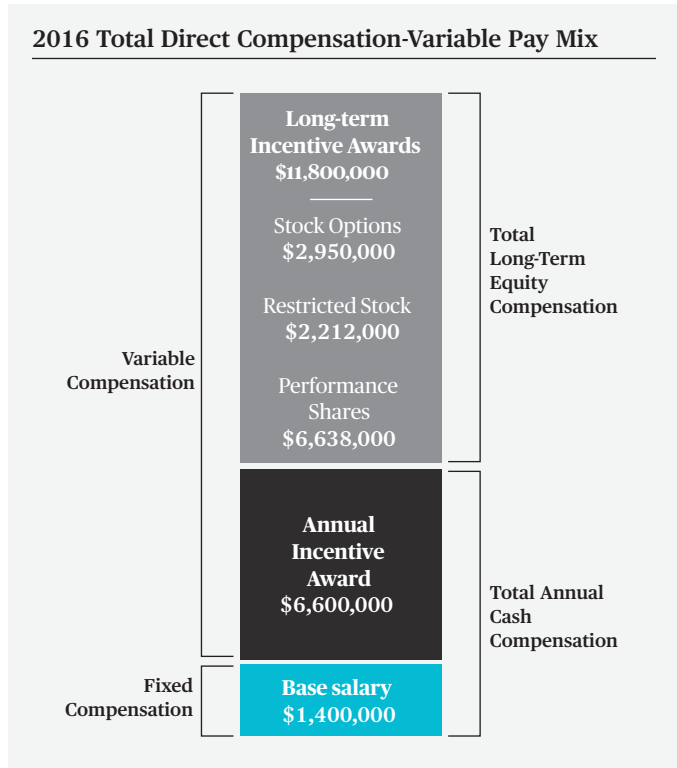 2016 Total Direct Compensation-Variable Pay Mix
Long-term
Incentive Awards
$11,800,000
Stock Options
$2,950,000
Restricted Stock
$2,212,000
Performance
Shares
$6,638,000
Total
Long-Term
Equity
Compensation
Variable
Compensation
Annual
Incentive
Award
$6,600,000
Total Annual
Cash
Compensation
Fixed
Compensation
Base salary
$1,400,000